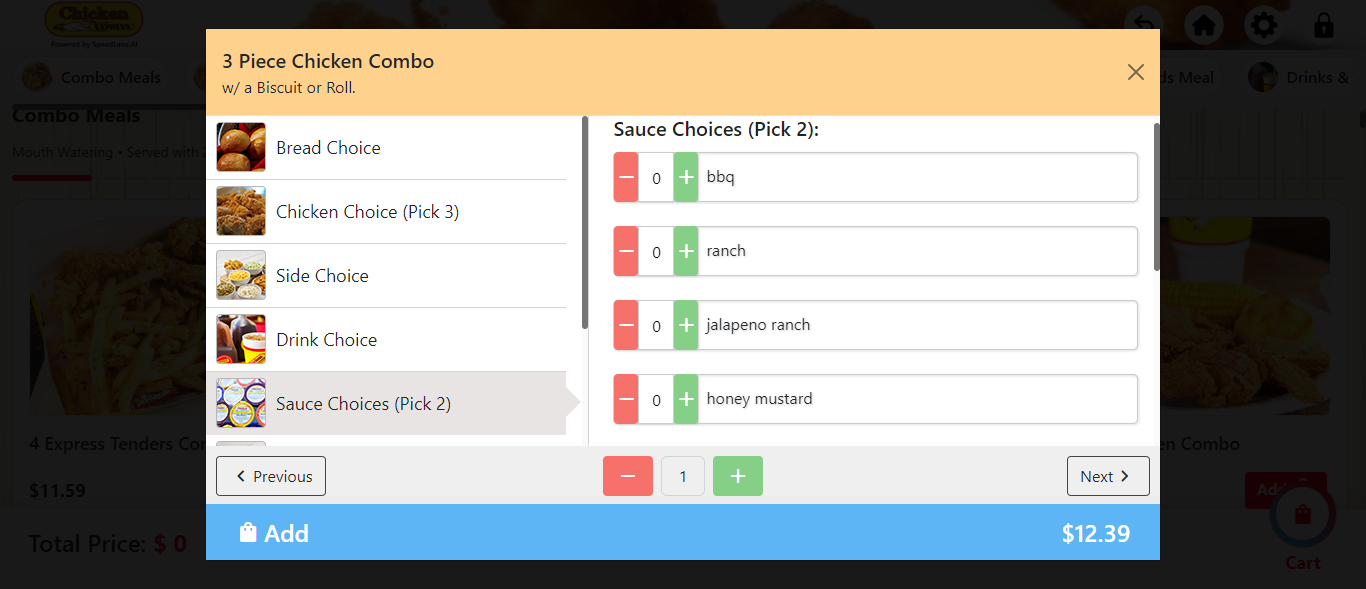 Chicken
Express
Powered by SpeedLane.AI
Combo Meals
ds Meal
Drinks &
3 Piece Chicken Combo
w/ a Biscuit or Roll.
Combo Meals
Mouth Watering • Served with
Bread Choice
Chicken Choice (Pick 3)
Side Choice
Drink Choice
Sauce Choices (Pick 2)
Sauce Choices (Pick 2):
0 bbq
0 ranch
0 jalapeno ranch
0 honey mustard
4 Express Tenders Co
$11.59
en Combo
Add
Previous
1
Next
Add
$12.39
Total Price: $ 0
Cart